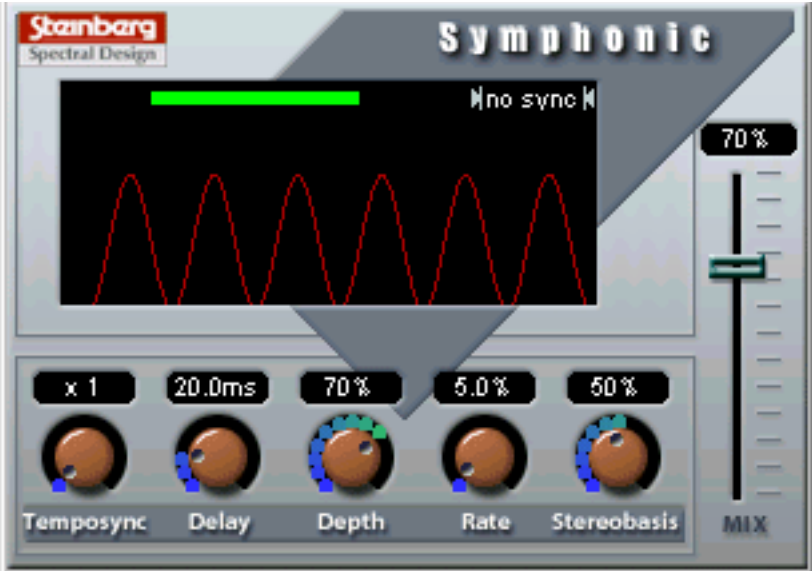 Steinberg
Spectral Design
Symphonic
no sync
70%
x 1
20.0ms
70%
5.0%
50%
Temposync
Delay
Depth
Rate
Stereobasis
MIX